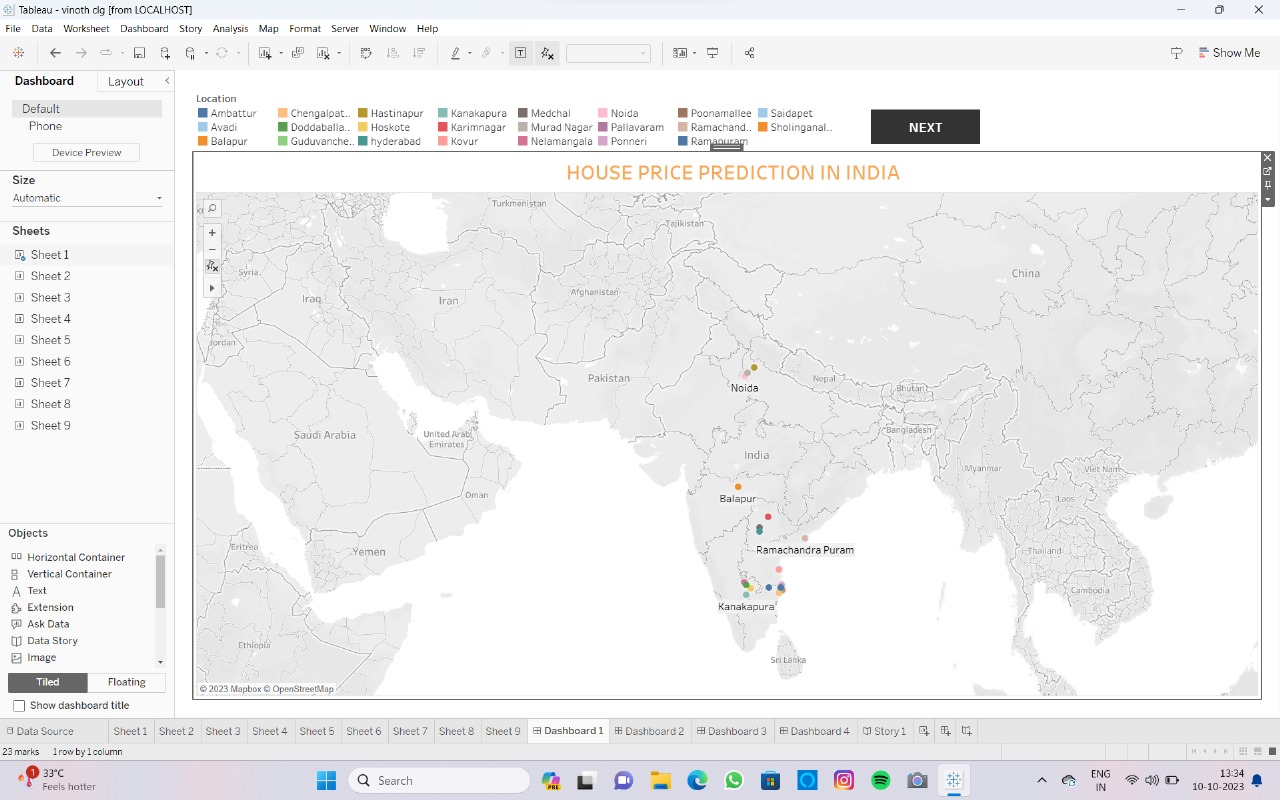 Tableau - vinoth clg [from LOCALHOST]
File Data Worksheet Dashboard Story Analysis Map Format Server Window Help
Show Me
Dashboard Layout
Default
Phone
Device Preview
Size
Automatic
Sheets
Sheet 1
Sheet 2
Sheet 3
Sheet 4
Sheet 5
Sheet 6
Sheet 7
Sheet 8
Sheet 9
Objects
Horizontal Container
Vertical Container
Text
Extension
Ask Data
Data Story
Image
Tiled Floating
Show dashboard title
Location
Ambattur Chengalpat.. Hastinapur Kanakapura Medchal Noida Poonamallee Saidapet
Avadi Doddaballa.. Hoskote Karimnagar Murad Nagar Pallavaram Ramachand.. Sholinganal..
Balapur Guduvanche.. hyderabad Kovur Nelamangala Ponneri Ramapuram
NEXT
HOUSE PRICE PREDICTION IN INDIA
Turkmenistan
Tajikistan
Syria
China
Afghanistan
Iraq
Iran
Jordan
Pakistan
Noida
Nepal
Bhutan
Saudi Arabia
United Arab
Emirates
Bangladesh
India
Myanmar
Viet Nam
Oman
Balapur
Laos
Eritrea
Yemen
Ramachandra Puram
Thailand
Cambodia
Kanakapura
Ethiopia
Sri Lanka
© 2023 Mapbox © OpenStreetMap
Data Source Sheet 1 Sheet 2 Sheet 3 Sheet 4 Sheet 5 Sheet 6 Sheet 7 Sheet 8 Sheet 9 Dashboard 1 Dashboard 2 Dashboard 3 Dashboard 4 Story 1
23 marks 1 row by 1 column
1 33°C
Feels hotter
Search
PRE
ENG
IN
13:34
10-10-2023